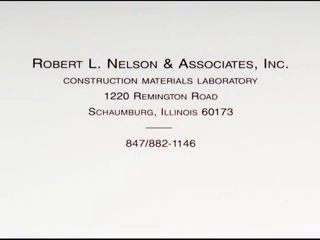 Robert L. Nelson & Associates, Inc.
construction materials laboratory
1220 Remington Road
Schaumburg, Illinois 60173
847/882-1146